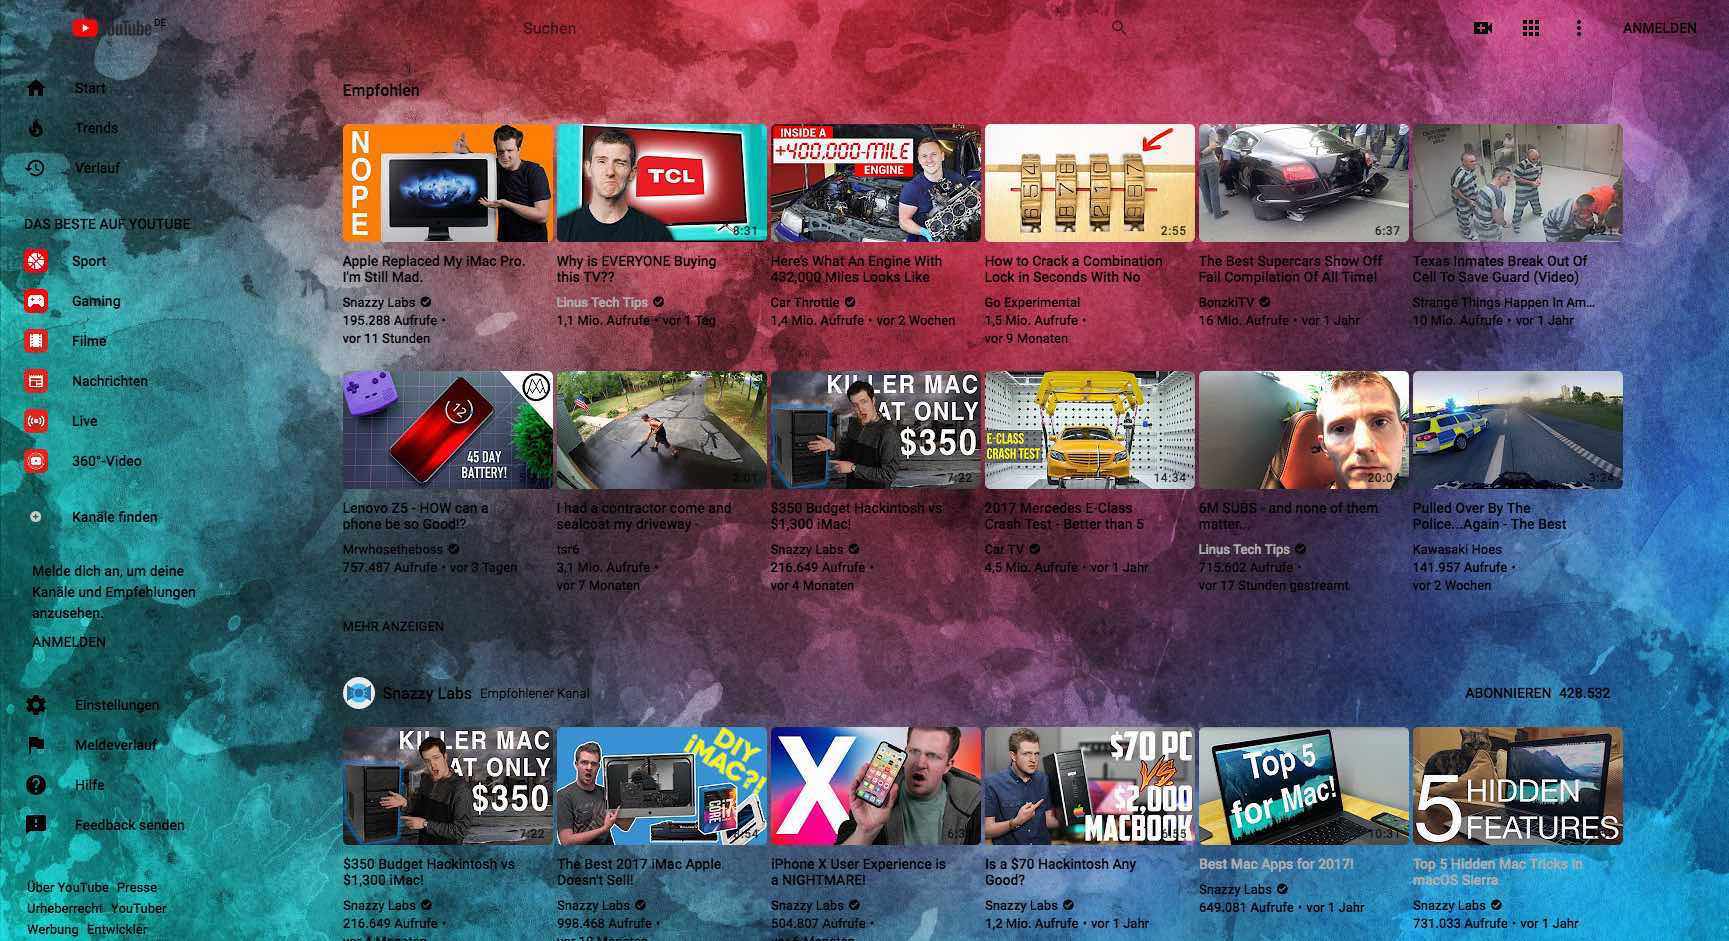 YouTube DE
Suchen
ANMELDEN
Start
Trends
Verlauf
DAS BESTE AUF YOUTUBE
Sport
Gaming
Filme
Nachrichten
Live
360°-Video
Kanäle finden
Melde dich an, um deine
Kanäle und Empfehlungen
anzusehen.
ANMELDEN
Einstellungen
Meldeverlauf
Hilfe
Feedback senden
Über YouTube Presse
Urheberrecht YouTuber
Werbung Entwickler
Empfohlen
NOPE
Apple Replaced My iMac Pro.
I'm Still Mad.
Snazzy Labs
195.288 Aufrufe •
vor 11 Stunden
TCL
8:31
Why is EVERYONE Buying
this TV??
Linus Tech Tips
1,1 Mio. Aufrufe • vor 1 Tag
INSIDE A
+400,000-MILE
ENGINE
Here's What An Engine With
432,000 Miles Looks Like
Car Throttle
1,4 Mio. Aufrufe • vor 2 Wochen
2:55
How to Crack a Combination
Lock in Seconds With No
Go Experimental
1,5 Mio. Aufrufe •
vor 9 Monaten
6:37
The Best Supercars Show Off
Fail Compilation Of All Time!
BonzkiTV
16 Mio. Aufrufe • vor 1 Jahr
6:21
Texas Inmates Break Out Of
Cell To Save Guard (Video)
Strange Things Happen In Am...
10 Mio. Aufrufe • vor 1 Jahr
12
45 DAY
BATTERY!
Lenovo Z5 - HOW can a
phone be so Good!?
Mrwhosetheboss
757.487 Aufrufe • vor 3 Tagen
2:01
I had a contractor come and
sealcoat my driveway -
tsr6
3,1 Mio. Aufrufe •
vor 7 Monaten
KILLER MAC
AT ONLY
$350
7:22
$350 Budget Hackintosh vs
$1,300 iMac!
Snazzy Labs
216.649 Aufrufe •
vor 4 Monaten
E-CLASS
CRASH TEST
14:34
2017 Mercedes E-Class
Crash Test - Better than 5
Car TV
4,5 Mio. Aufrufe • vor 1 Jahr
20:04
6M SUBS - and none of them
matter...
Linus Tech Tips
715.602 Aufrufe •
vor 17 Stunden gestreamt
3:24
Pulled Over By The
Police...Again - The Best
Kawasaki Hoes
141.957 Aufrufe •
vor 2 Wochen
MEHR ANZEIGEN
Snazzy Labs Empfohlener Kanal
ABONNIEREN 428.532
KILLER MAC
AT ONLY
$350
7:22
$350 Budget Hackintosh vs
$1,300 iMac!
Snazzy Labs
216.649 Aufrufe •
vor 4 Monaten
DIY
iMAC?!
CORE i7
The Best 2017 iMac Apple
Doesn't Sell!
Snazzy Labs
998.468 Aufrufe •
vor 10 Monaten
X
iPhone X User Experience is
a NIGHTMARE!
Snazzy Labs
504.807 Aufrufe •
vor 6 Monaten
$70 PC
VS
$2,000
MACBOOK
Is a $70 Hackintosh Any
Good?
Snazzy Labs
1,2 Mio. Aufrufe • vor 1 Jahr
Top 5
for Mac!
10:31
Best Mac Apps for 2017!
Snazzy Labs
649.081 Aufrufe • vor 1 Jahr
5 HIDDEN
FEATURES
Top 5 Hidden Mac Tricks in
macOS Sierra
Snazzy Labs
731.033 Aufrufe • vor 1 Jahr